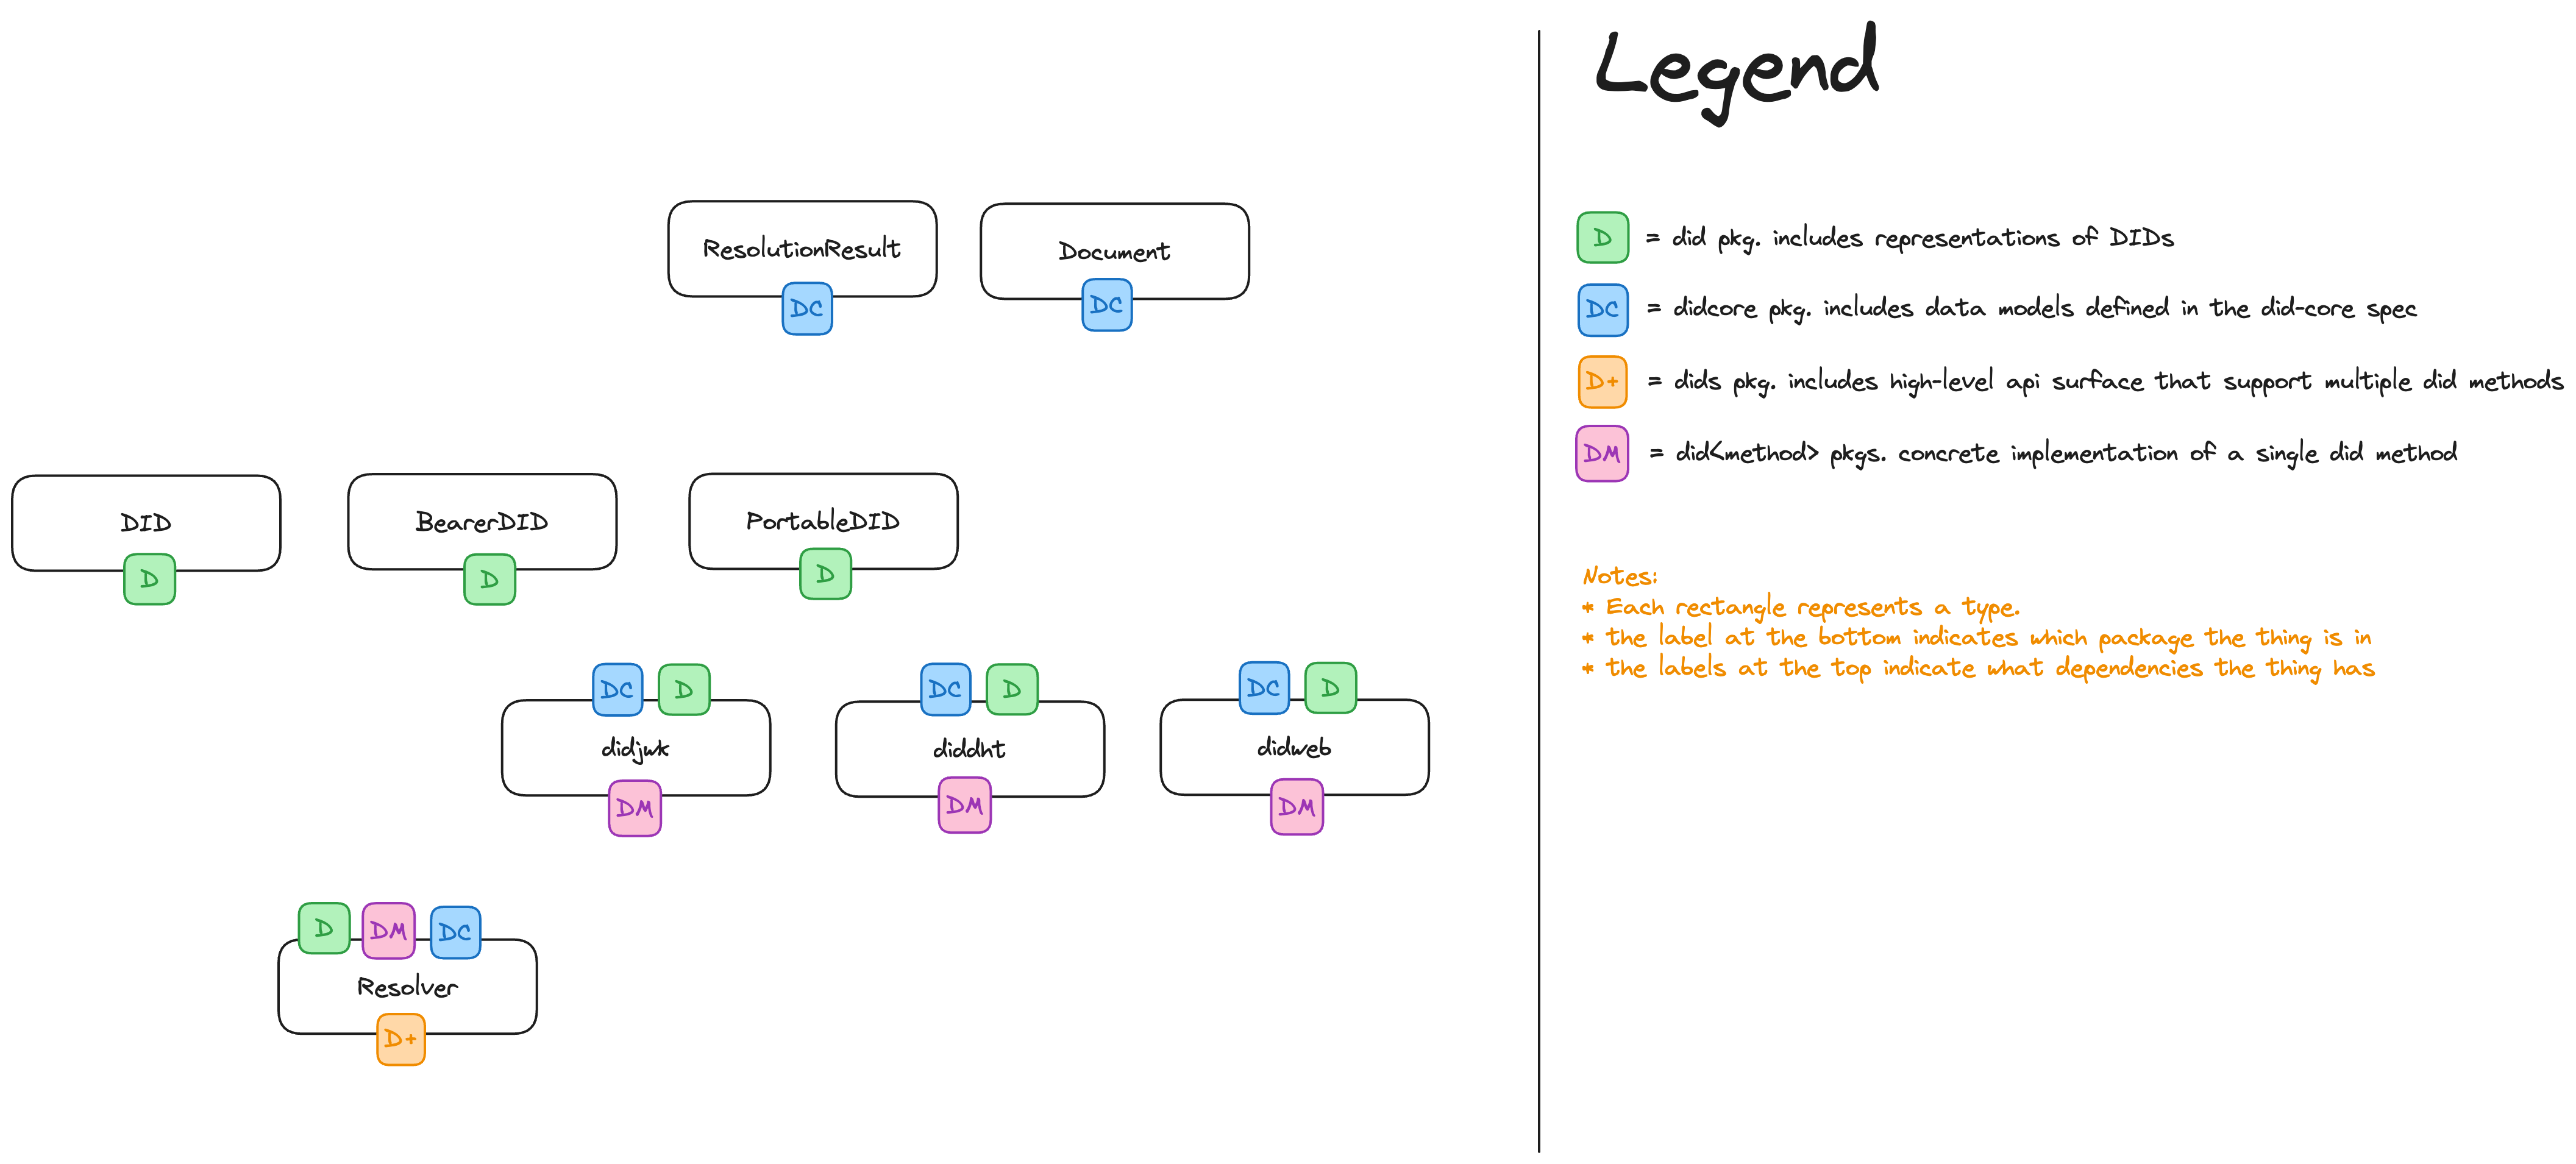 ResolutionResult
DC
Document
DC
DID
D
BearerDID
D
PortableDID
D
DC D
didjwk
DM
DC D
diddht
DM
DC D
didweb
DM
D DM DC
Resolver
D+
Legend
D = did pkg. includes representations of DIDs
DC = didcore pkg. includes data models defined in the did-core spec
D+ = dids pkg. includes high-level api surface that support multiple did methods
DM = did<method> pkgs. concrete implementation of a single did method
Notes:
* Each rectangle represents a type.
* the label at the bottom indicates which package the thing is in
* the labels at the top indicate what dependencies the thing has